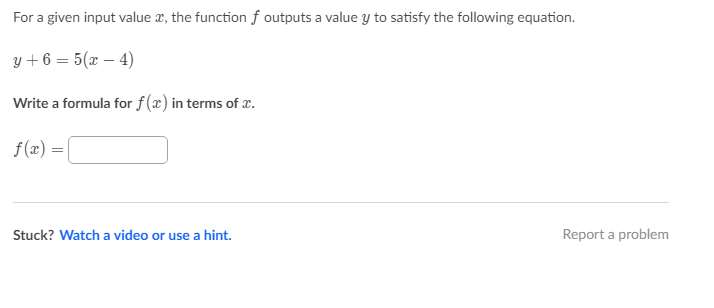 For a given input value x, the function f outputs a value y to satisfy the following equation.
y + 6 = 5(x − 4)
Write a formula for f(x) in terms of x.
f(x) =
Stuck? Watch a video or use a hint.
Report a problem